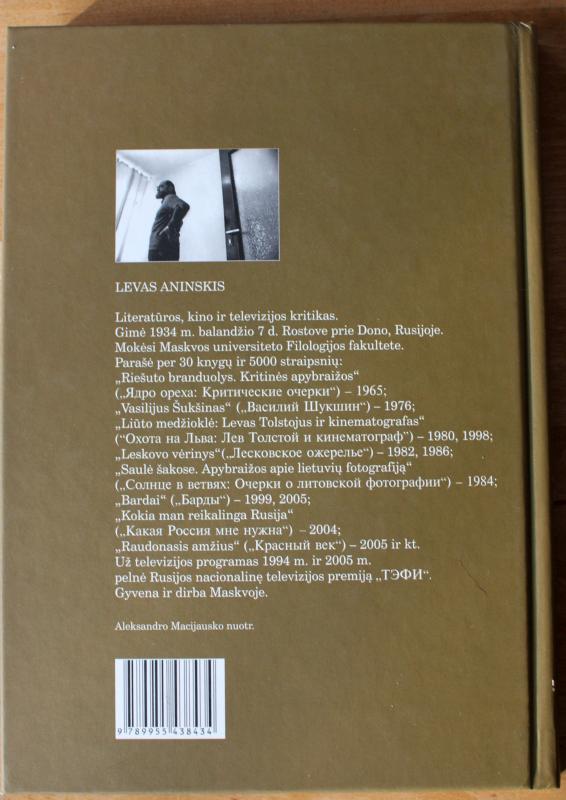 LEVAS ANINSKIS
Literatūros, kino ir televizijos kritikas.
Gimė 1934 m. balandžio 7 d. Rostove prie Dono, Rusijoje.
Mokėsi Maskvos universiteto Filologijos fakultete.
Parašė per 30 knygų ir 5000 straipsnių:
„Riešuto branduolys. Kritinės apybraižos“
(„Ядро ореха: Критические очерки“) – 1965;
„Vasilijus Šukšinas“ („Василий Шукшин“) – 1976;
„Liūto medžioklė: Levas Tolstojus ir kinematografas“
(“Охота на Льва: Лев Толстой и кинематограф“) – 1980, 1998;
„Leskovo vėrinys“(„Лесковское ожерелье“) – 1982, 1986;
„Saulė šakose. Apybraižos apie lietuvių fotografiją“
(„Солнце в ветвях: Очерки о литовской фотографии“) – 1984;
„Bardai“ („Барды“) – 1999, 2005;
„Kokia man reikalinga Rusija“
(„Какая Россия мне нужна“) – 2004;
„Raudonasis amžius“ („Красный век“) – 2005 ir kt.
Už televizijos programas 1994 m. ir 2005 m.
pelnė Rusijos nacionalinę televizijos premiją „ТЭФИ“.
Gyvena ir dirba Maskvoje.
Aleksandro Macijausko nuotr.
9 789955 438434